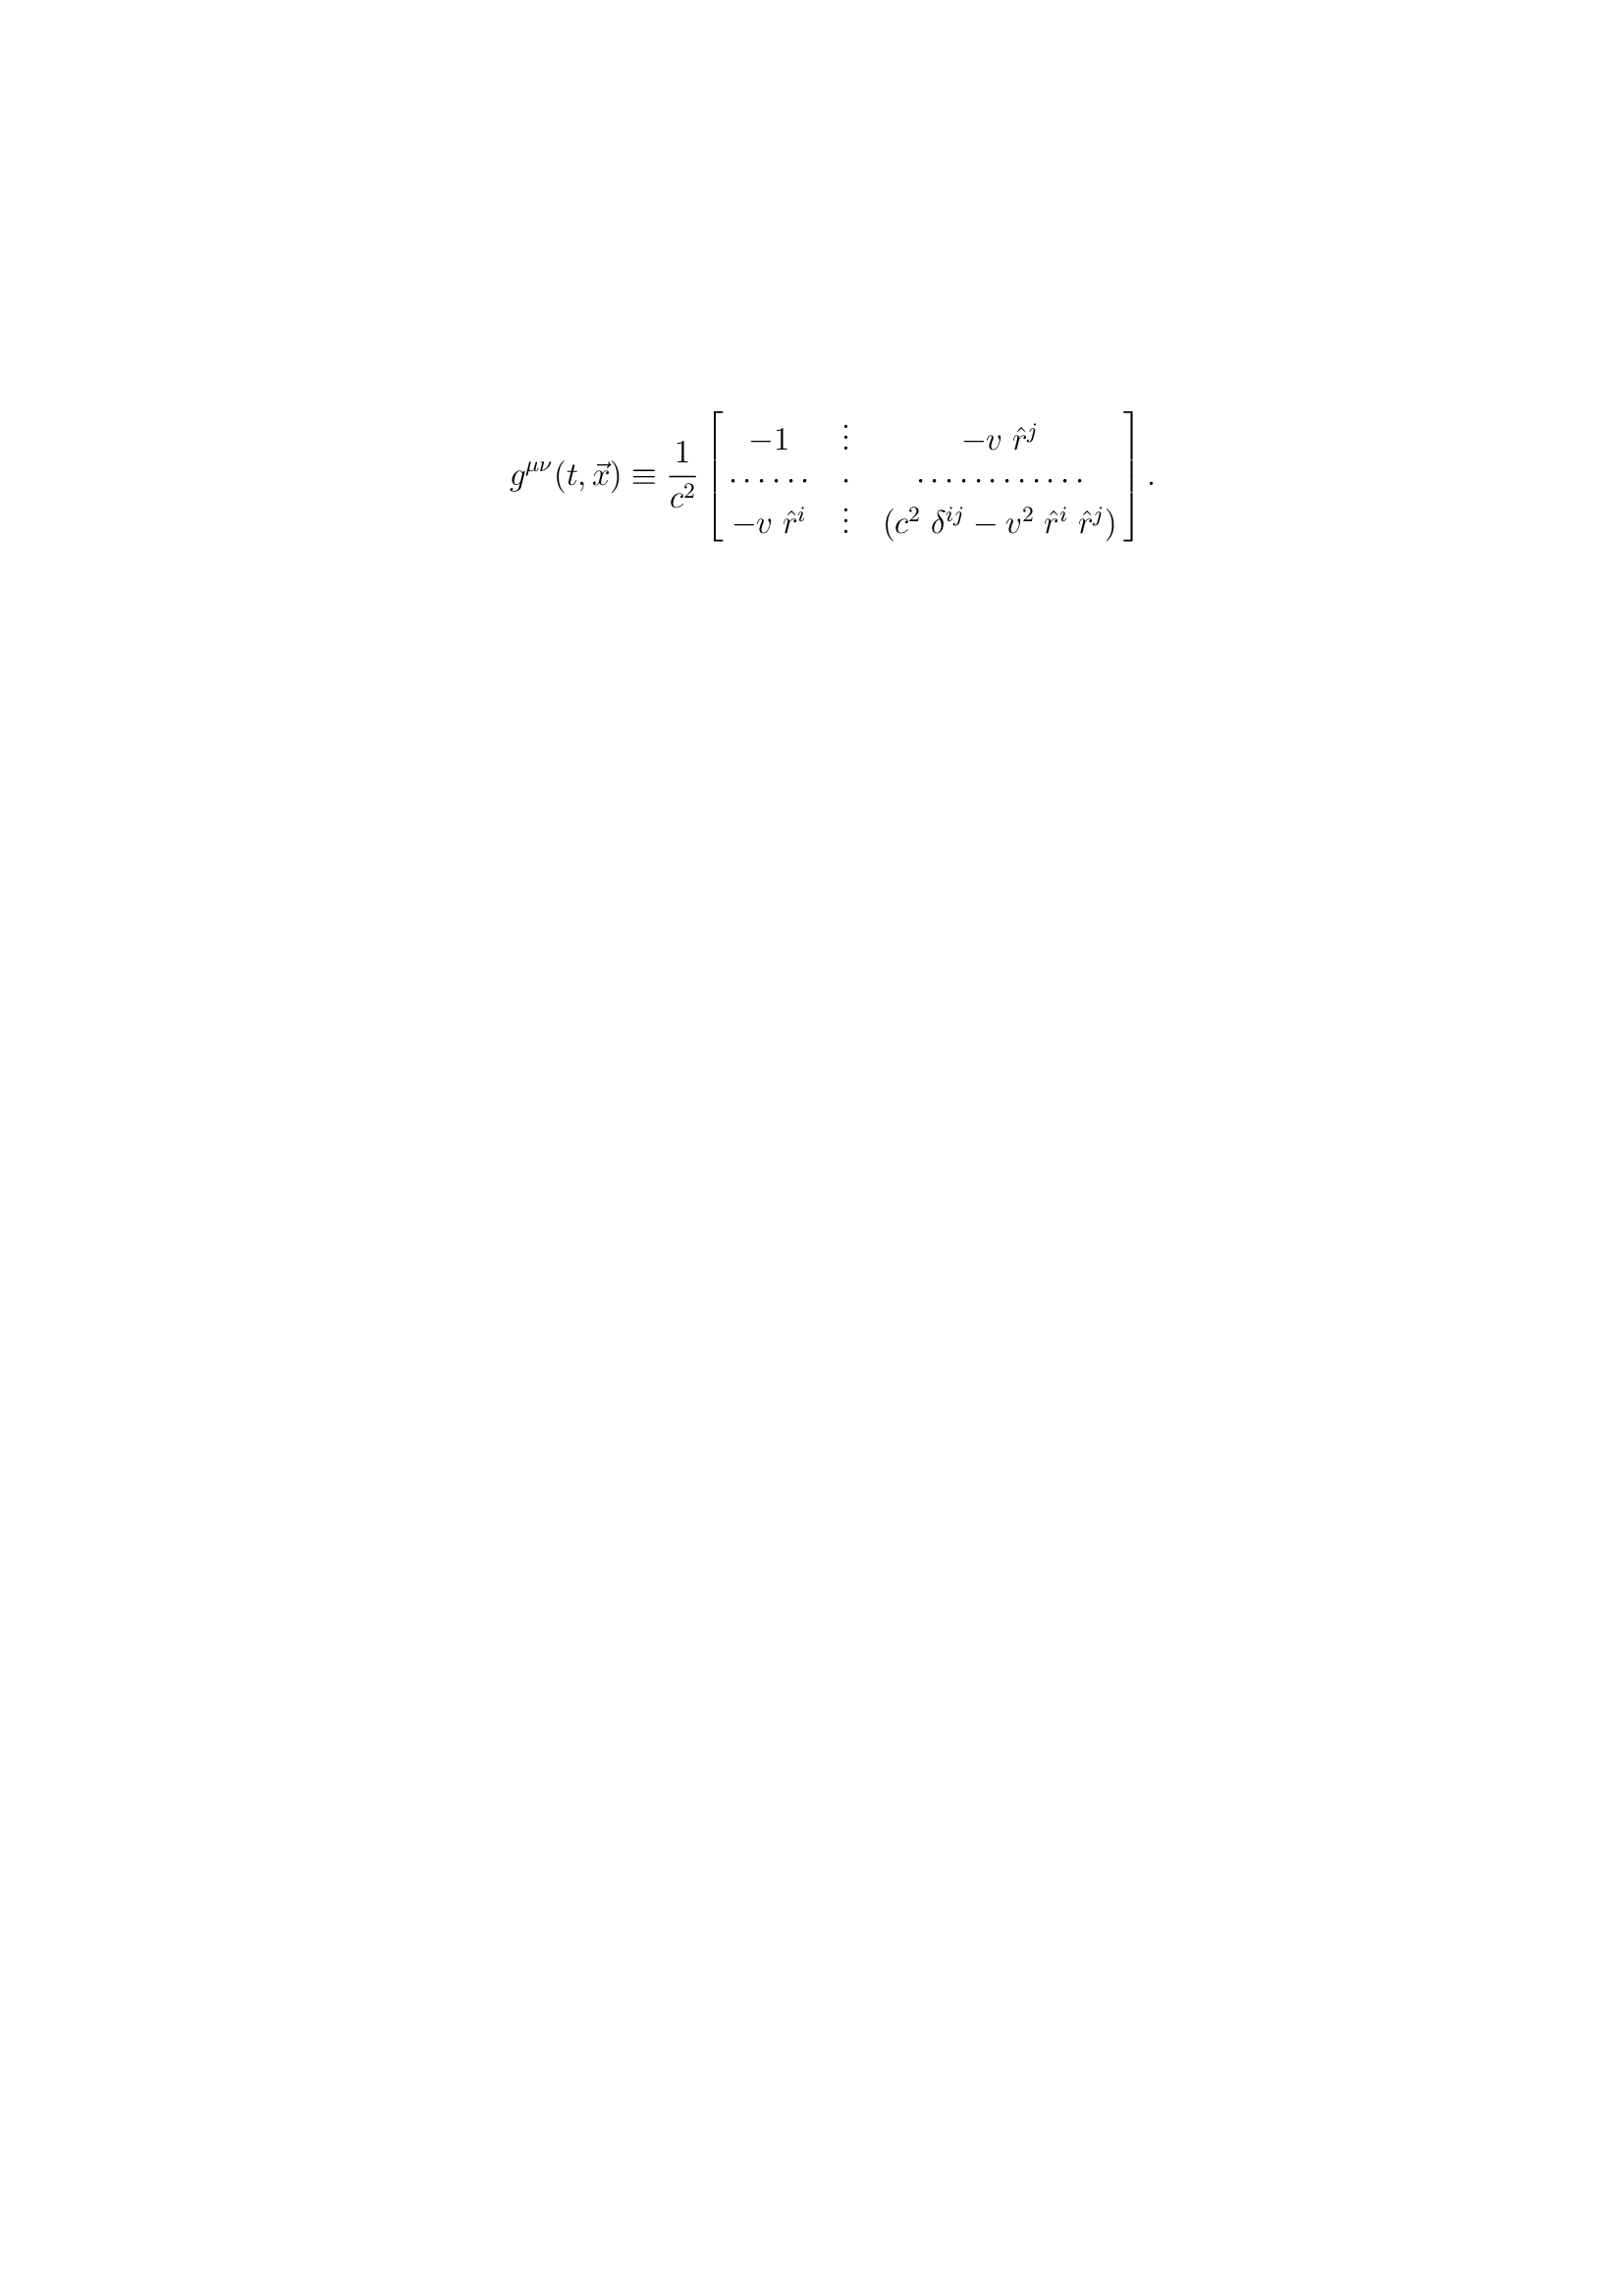 $$g^{\mu\nu}(t,\vec{x}) \equiv \frac{1}{c^2} \begin{bmatrix} -1 & \vdots & -v\ \hat{r}^j \\ \cdots\cdots & \cdot & \cdots\cdots\cdots\cdots \\ -v\ \hat{r}^i & \vdots & (c^2\ \delta^{ij} - v^2\ \hat{r}^i\ \hat{r}^j) \end{bmatrix}.$$